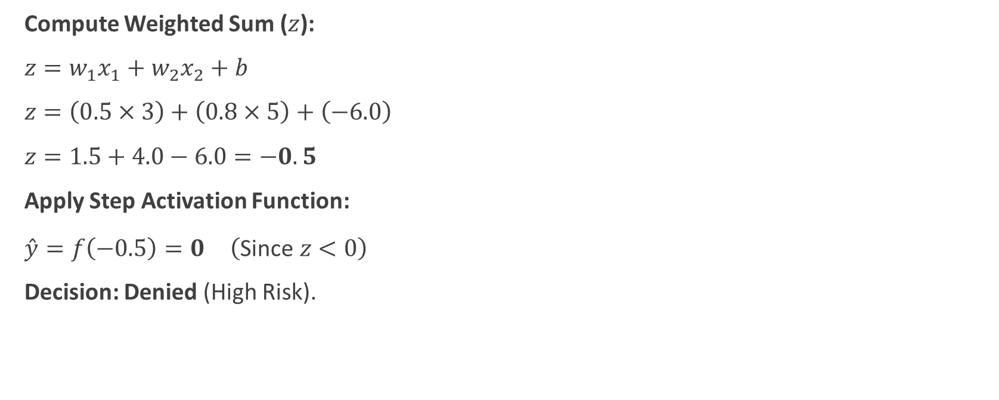 Compute Weighted Sum (z):
z = w₁x₁ + w₂x₂ + b
z = (0.5 × 3) + (0.8 × 5) + (−6.0)
z = 1.5 + 4.0 − 6.0 = −0.5
Apply Step Activation Function:
ŷ = f(−0.5) = 0 (Since z < 0)
Decision: Denied (High Risk).